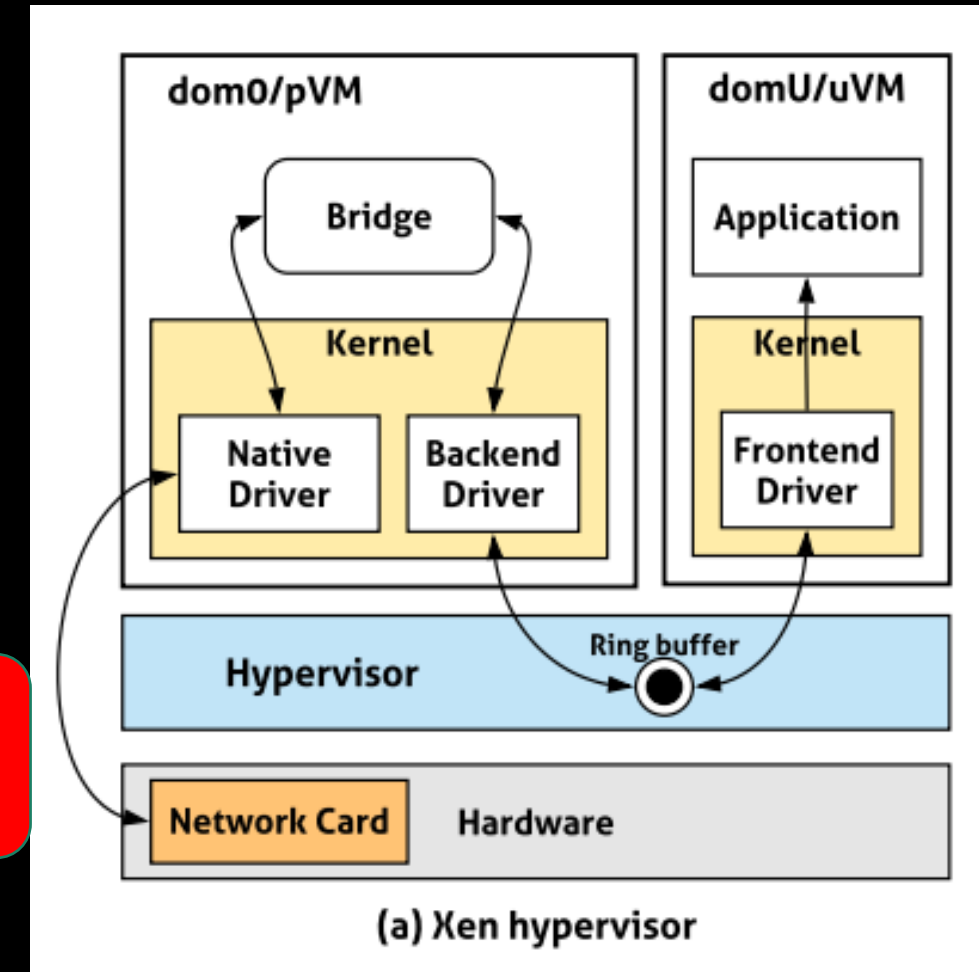 dom0/pVM
domU/uVM
Bridge
Application
Kernel
Kernel
Native
Driver
Backend
Driver
Frontend
Driver
Ring buffer
Hypervisor
Network Card
Hardware
(a) Xen hypervisor